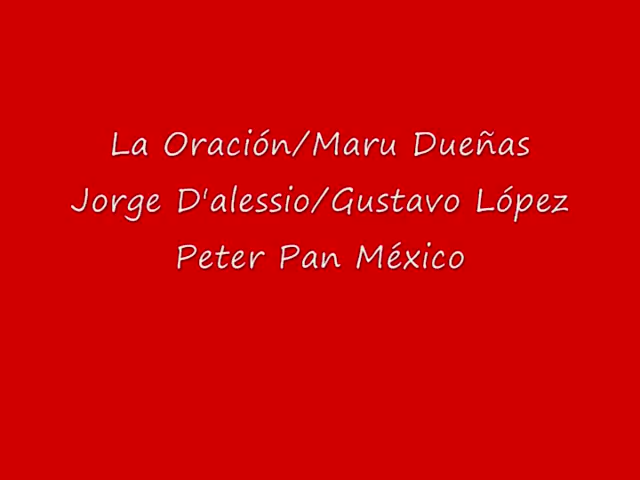 La Oración/Maru Dueñas
Jorge D'alessio/Gustavo López
Peter Pan México